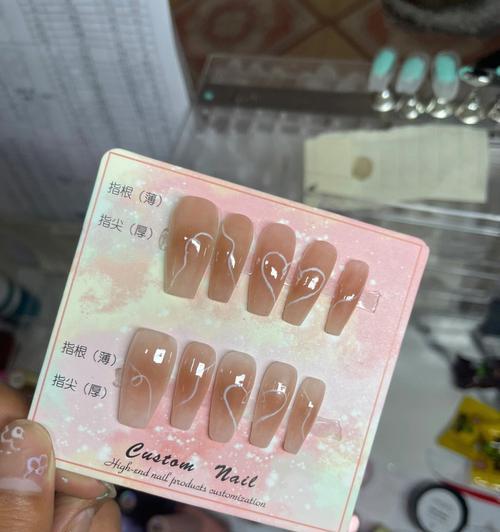 指根（薄）
指尖（厚）
指根（薄）
指尖（厚）
Custom Nail
High-end nail products customization